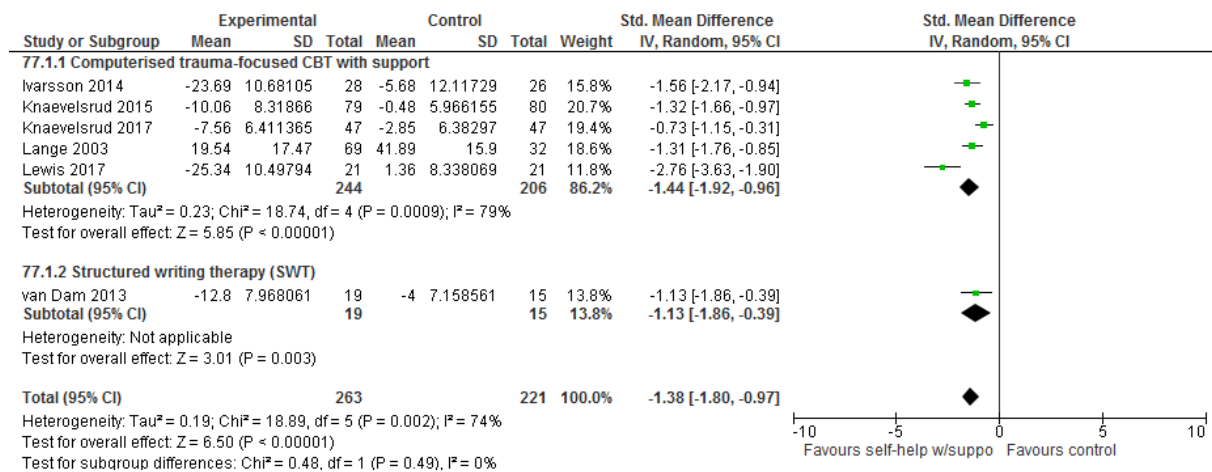 Experimental Control Std. Mean Difference Std. Mean Difference
Study or Subgroup Mean SD Total Mean SD Total Weight IV, Random, 95% CI IV, Random, 95% CI
77.1.1 Computerised trauma-focused CBT with support
Ivarsson 2014 -23.69 10.68105 28 -5.68 12.11729 26 15.8% -1.56 [-2.17, -0.94]
Knaevelsrud 2015 -10.06 8.31866 79 -0.48 5.966155 80 20.7% -1.32 [-1.66, -0.97]
Knaevelsrud 2017 -7.56 6.411365 47 -2.85 6.38297 47 19.4% -0.73 [-1.15, -0.31]
Lange 2003 19.54 17.47 69 41.89 15.9 32 18.6% -1.31 [-1.76, -0.85]
Lewis 2017 -25.34 10.49794 21 1.36 8.338069 21 11.7% -2.76 [-3.63, -1.90]
Subtotal (95% CI) 244 206 86.2% -1.44 [-1.92, -0.96]
Heterogeneity: Tau² = 0.23; Chi² = 18.74, df = 4 (P = 0.0009); I² = 79%
Test for overall effect: Z = 5.85 (P < 0.00001)
77.1.2 Structured writing therapy (SWT)
van Dam 2013 -12.8 7.968061 19 -4 7.158561 15 13.8% -1.13 [-1.86, -0.39]
Subtotal (95% CI) 19 15 13.8% -1.13 [-1.86, -0.39]
Heterogeneity: Not applicable
Test for overall effect: Z = 3.01 (P = 0.003)
Total (95% CI) 263 221 100.0% -1.38 [-1.80, -0.97]
Heterogeneity: Tau² = 0.19; Chi² = 18.89, df = 5 (P = 0.002); I² = 74%
Test for overall effect: Z = 6.50 (P < 0.00001)
Test for subgroup differences: Chi² = 0.48, df = 1 (P = 0.49), I² = 0%
-10 -5 0 5 10
Favours self-help w/suppo Favours control